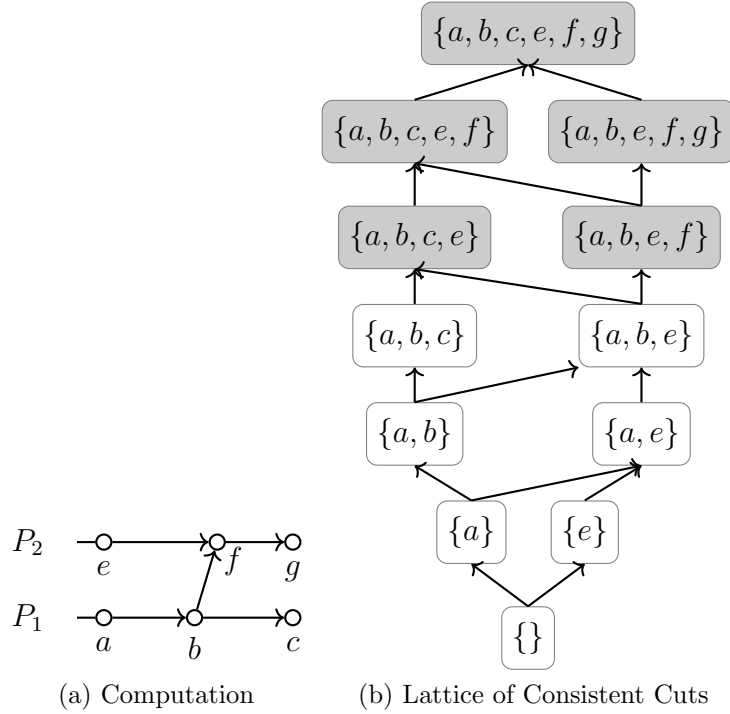 {a, b, c, e, f, g}
{a, b, c, e, f} {a, b, e, f, g}
{a, b, c, e} {a, b, e, f}
{a, b, c} {a, b, e}
{a, b} {a, e}
{a} {e}
{}
P2
e f g
P1
a b c
(a) Computation
(b) Lattice of Consistent Cuts